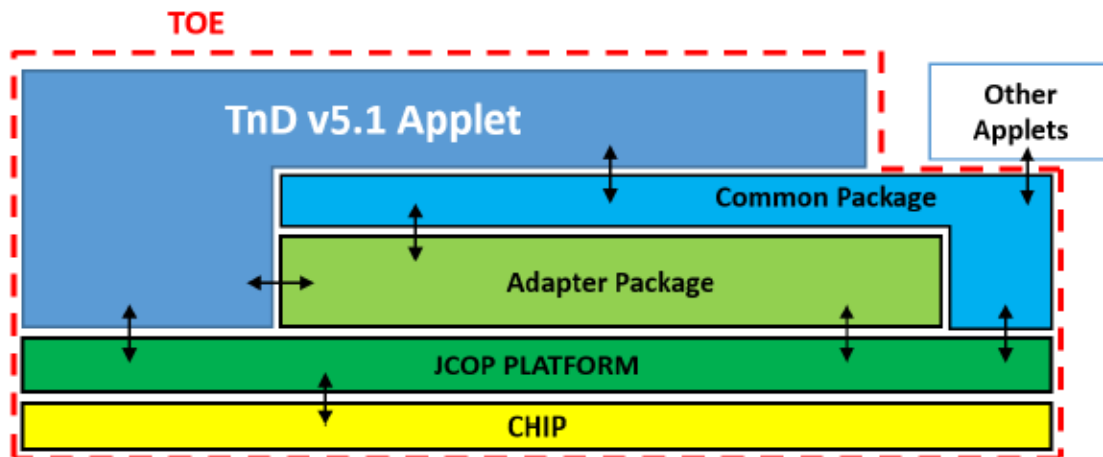 TOE
TnD v5.1 Applet
Other
Applets
Common Package
Adapter Package
JCOP PLATFORM
CHIP